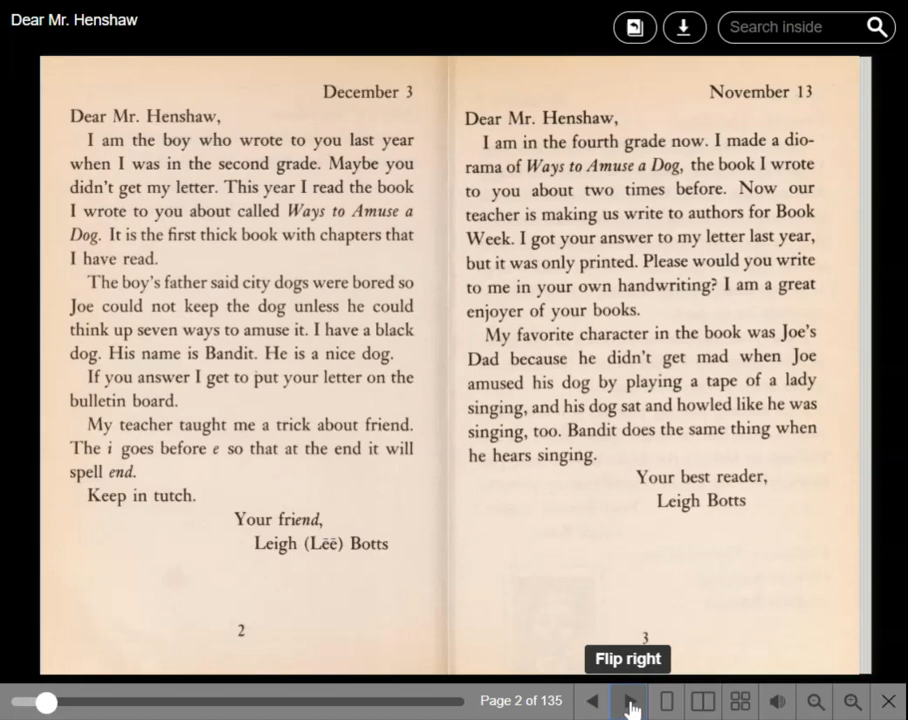 Dear Mr. Henshaw
Search inside
December 3
Dear Mr. Henshaw,
I am the boy who wrote to you last year
when I was in the second grade. Maybe you
didn't get my letter. This year I read the book
I wrote to you about called Ways to Amuse a
Dog. It is the first thick book with chapters that
I have read.
The boy's father said city dogs were bored so
Joe could not keep the dog unless he could
think up seven ways to amuse it. I have a black
dog. His name is Bandit. He is a nice dog.
If you answer I get to put your letter on the
bulletin board.
My teacher taught me a trick about friend.
The i goes before e so that at the end it will
spell end.
Keep in tutch.
Your friend,
Leigh (Lēē) Botts
2
November 13
Dear Mr. Henshaw,
I am in the fourth grade now. I made a dio-
rama of Ways to Amuse a Dog, the book I wrote
to you about two times before. Now our
teacher is making us write to authors for Book
Week. I got your answer to my letter last year,
but it was only printed. Please would you write
to me in your own handwriting? I am a great
enjoyer of your books.
My favorite character in the book was Joe's
Dad because he didn't get mad when Joe
amused his dog by playing a tape of a lady
singing, and his dog sat and howled like he was
singing, too. Bandit does the same thing when
he hears singing.
Your best reader,
Leigh Botts
3
Flip right
Page 2 of 135